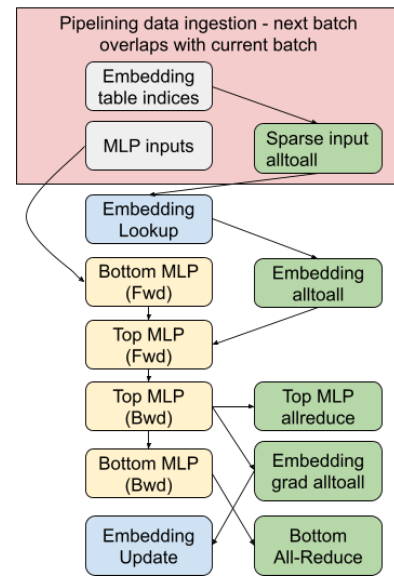 Pipelining data ingestion - next batch
overlaps with current batch
Embedding
table indices
MLP inputs
Sparse input
alltoall
Embedding
Lookup
Bottom MLP
(Fwd)
Embedding
alltoall
Top MLP
(Fwd)
Top MLP
(Bwd)
Top MLP
allreduce
Bottom MLP
(Bwd)
Embedding
grad alltoall
Embedding
Update
Bottom
All-Reduce